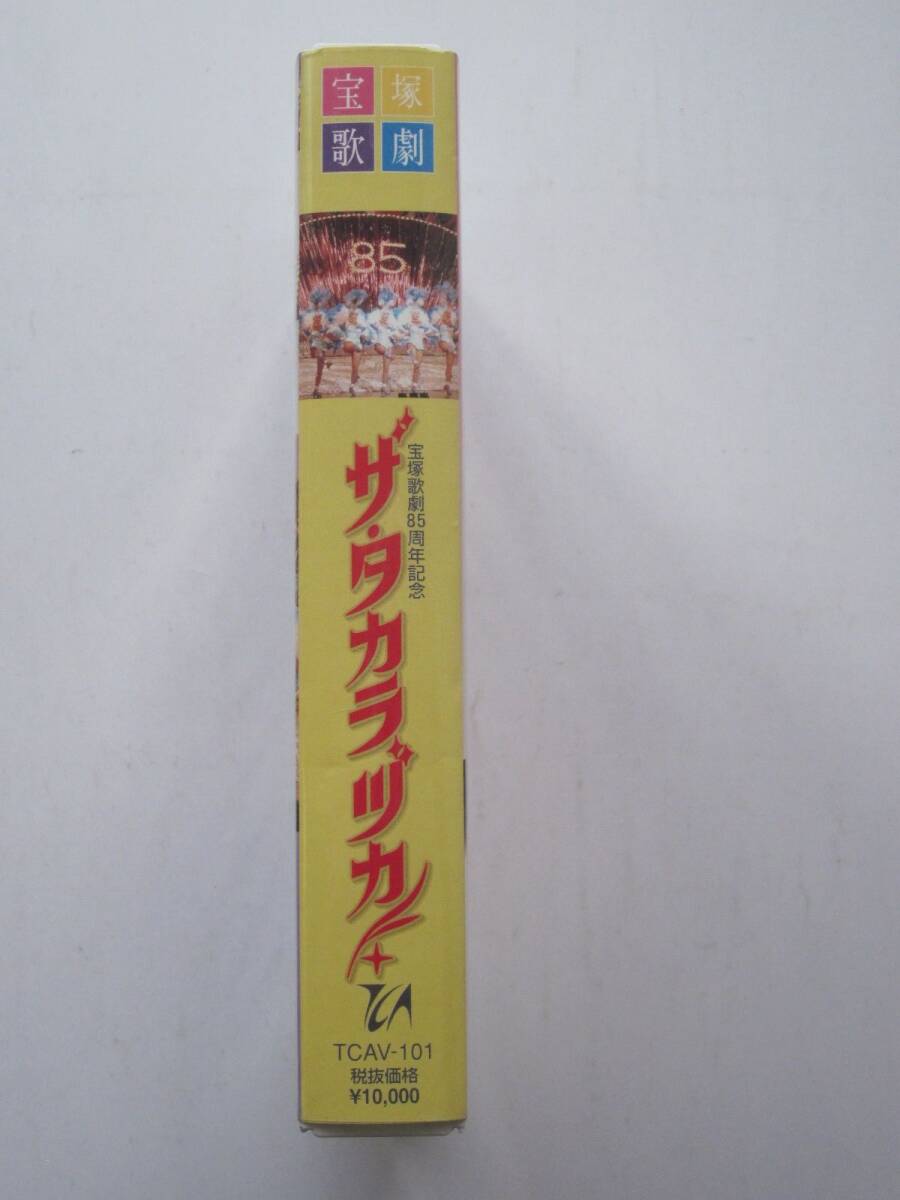 宝塚
歌劇
85
宝塚歌劇85周年記念
ザ・タカラヅカ
TCA
TCAV-101
税抜価格
¥10,000